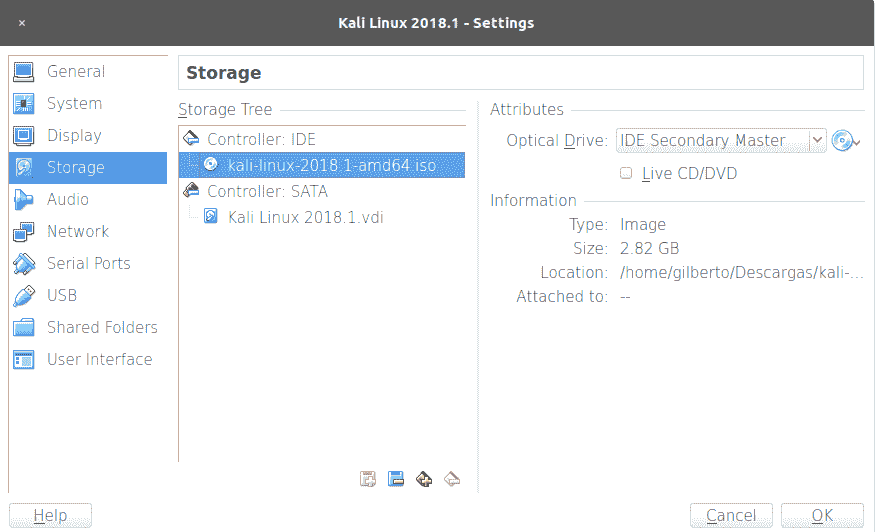 Kali Linux 2018.1 - Settings
General
System
Display
Storage
Audio
Network
Serial Ports
USB
Shared Folders
User Interface
Storage
Storage Tree
Controller: IDE
kali-linux-2018.1-amd64.iso
Controller: SATA
Kali Linux 2018.1.vdi
Attributes
Optical Drive: IDE Secondary Master
Live CD/DVD
Information
Type: Image
Size: 2.82 GB
Location: /home/gilberto/Descargas/kali-...
Attached to: --
Help
Cancel
OK